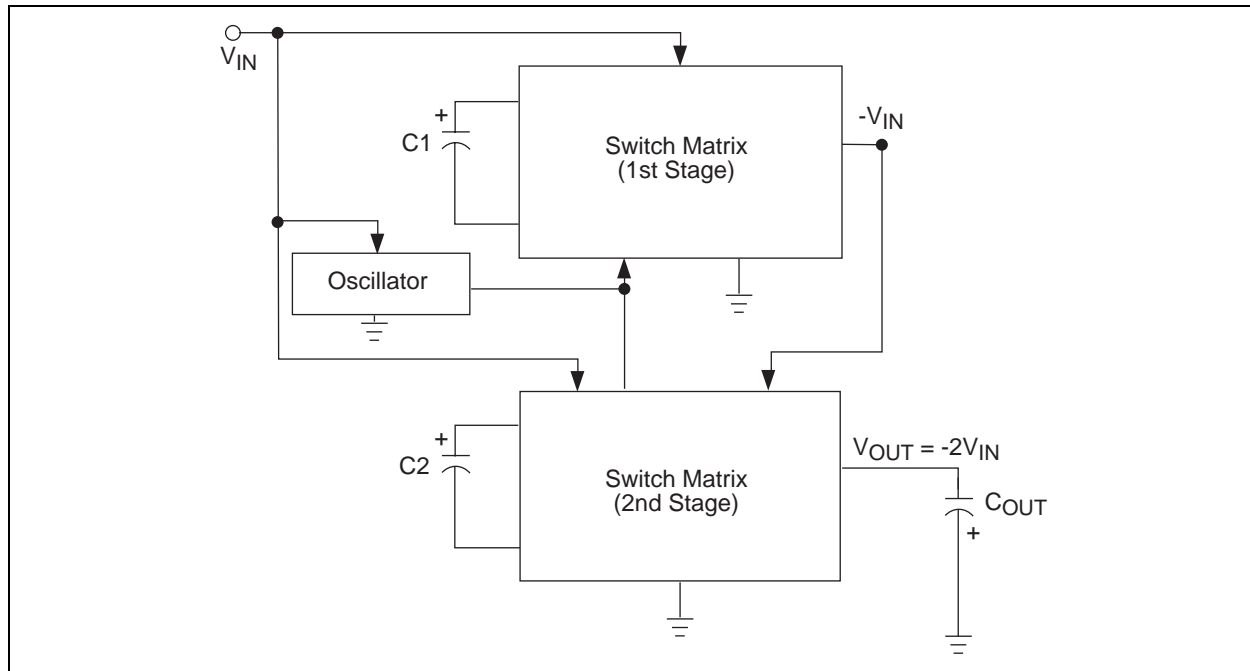 V_IN
+
C1
Switch Matrix
(1st Stage)
-V_IN
Oscillator
+
C2
Switch Matrix
(2nd Stage)
V_OUT = -2V_IN
C_OUT
+